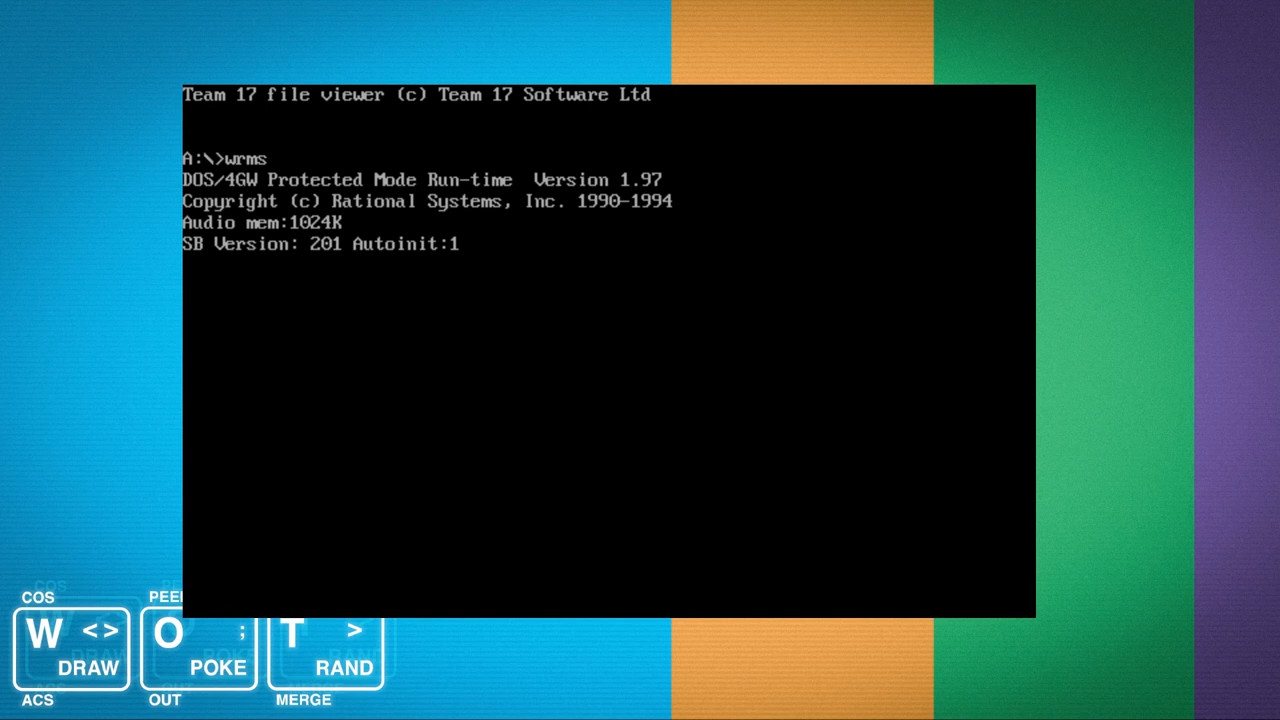 Team 17 file viewer (c) Team 17 Software Ltd
A:\>wrms
DOS/4GW Protected Mode Run-time  Version 1.97
Copyright (c) Rational Systems, Inc. 1990-1994
Audio mem:1024K
SB Version: 201 Autoinit:1
COS PEE
W <> O ; T >
DRAW POKE RAND
ACS OUT MERGE